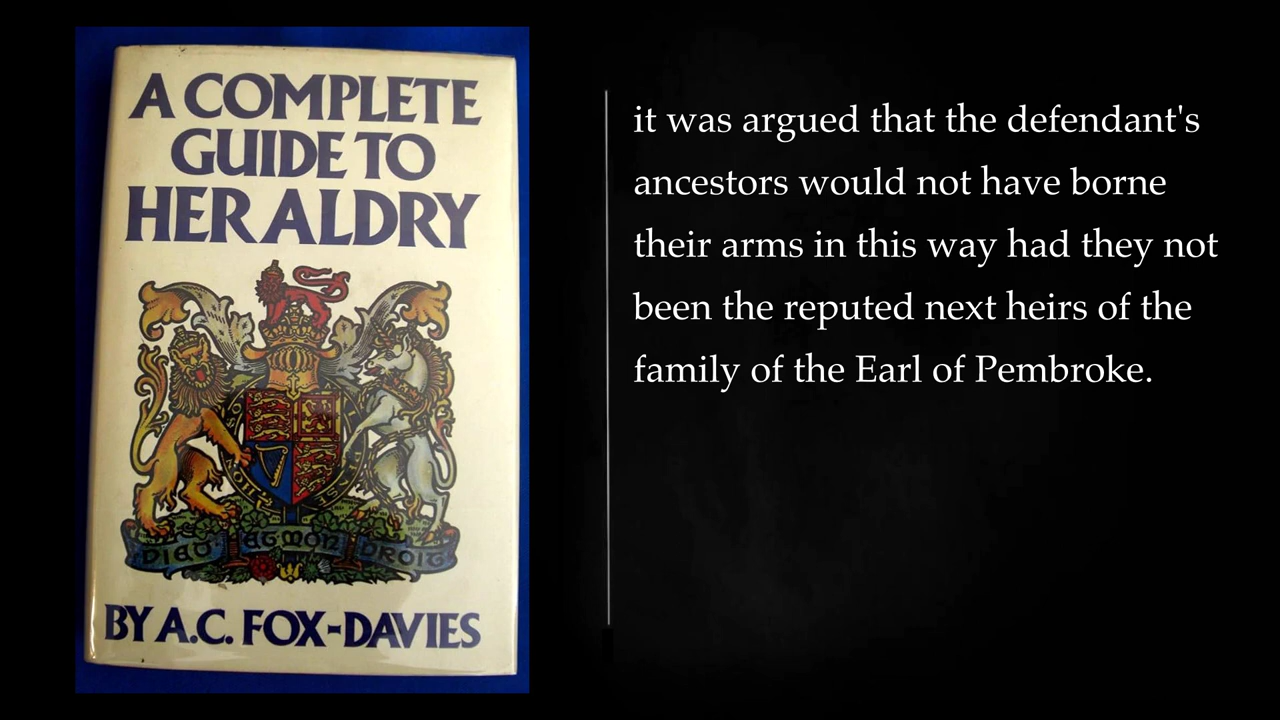 A COMPLETE
GUIDE TO
HERALDRY
DIEU ET MON DROIT
BY A.C. FOX-DAVIES
it was argued that the defendant's
ancestors would not have borne
their arms in this way had they not
been the reputed next heirs of the
family of the Earl of Pembroke.